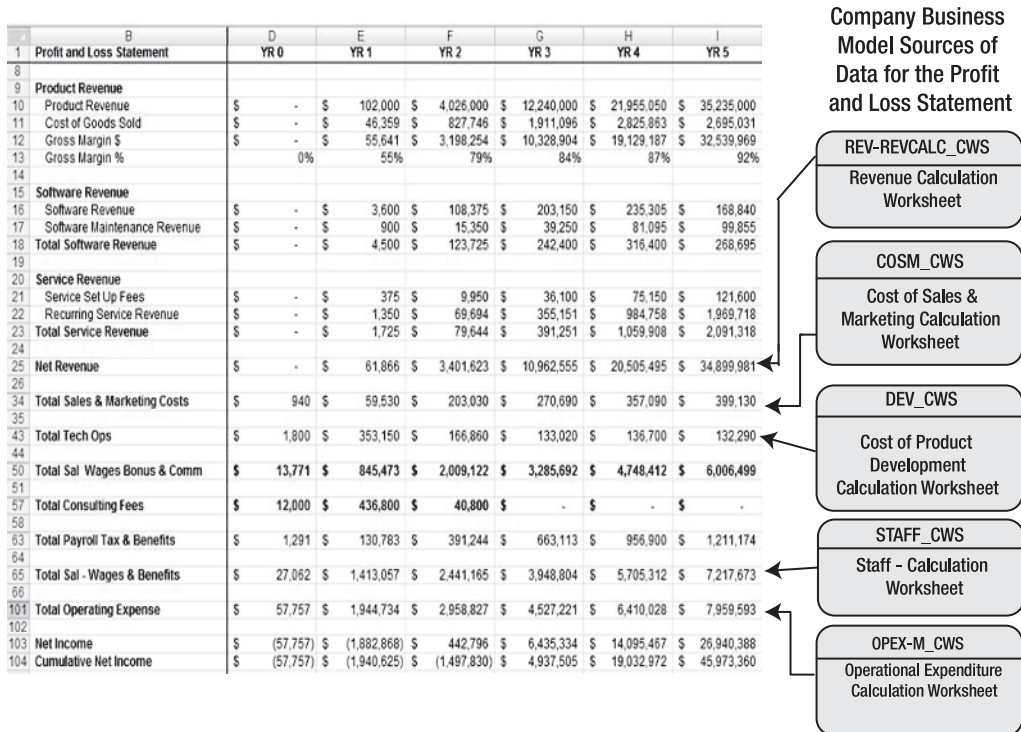 B D E F G H I
1 Profit and Loss Statement YR 0 YR 1 YR 2 YR 3 YR 4 YR 5
8
9 Product Revenue
10 Product Revenue $ - $ 102,000 $ 4,026,000 $ 12,240,000 $ 21,955,050 $ 35,235,000
11 Cost of Goods Sold $ - $ 46,359 $ 827,746 $ 1,911,096 $ 2,825,863 $ 2,695,031
12 Gross Margin $ $ - $ 55,641 $ 3,198,254 $ 10,328,904 $ 19,129,187 $ 32,539,969
13 Gross Margin % 0% 55% 79% 84% 87% 92%
14
15 Software Revenue
16 Software Revenue $ - $ 3,600 $ 108,375 $ 203,150 $ 235,305 $ 168,840
17 Software Maintenance Revenue $ - $ 900 $ 15,350 $ 39,250 $ 81,095 $ 99,855
18 Total Software Revenue $ - $ 4,500 $ 123,725 $ 242,400 $ 316,400 $ 268,695
19
20 Service Revenue
21 Service Set Up Fees $ - $ 375 $ 9,950 $ 36,100 $ 75,150 $ 121,600
22 Recurring Service Revenue $ - $ 1,350 $ 69,694 $ 355,151 $ 984,758 $ 1,969,718
23 Total Service Revenue $ - $ 1,725 $ 79,644 $ 391,251 $ 1,059,908 $ 2,091,318
24
25 Net Revenue $ - $ 61,866 $ 3,401,623 $ 10,962,555 $ 20,505,495 $ 34,899,981
26
34 Total Sales & Marketing Costs $ 940 $ 59,530 $ 203,030 $ 270,690 $ 357,090 $ 399,130
35
43 Total Tech Ops $ 1,800 $ 353,150 $ 166,860 $ 133,020 $ 136,700 $ 132,290
44
50 Total Sal Wages Bonus & Comm $ 13,771 $ 845,473 $ 2,009,122 $ 3,285,692 $ 4,748,412 $ 6,006,499
51
57 Total Consulting Fees $ 12,000 $ 436,800 $ 40,800 $ - $ - $ -
58
63 Total Payroll Tax & Benefits $ 1,291 $ 130,783 $ 391,244 $ 663,113 $ 956,900 $ 1,211,174
64
65 Total Sal - Wages & Benefits $ 27,062 $ 1,413,057 $ 2,441,165 $ 3,948,804 $ 5,705,312 $ 7,217,673
66
101 Total Operating Expense $ 57,757 $ 1,944,734 $ 2,958,827 $ 4,527,221 $ 6,410,028 $ 7,959,593
102
103 Net Income $ (57,757) $ (1,882,868) $ 442,796 $ 6,435,334 $ 14,095,467 $ 26,940,388
104 Cumulative Net Income $ (57,757) $ (1,940,625) $ (1,497,830) $ 4,937,505 $ 19,032,972 $ 45,973,360
Company Business
Model Sources of
Data for the Profit
and Loss Statement
REV-REVCALC_CWS
Revenue Calculation
Worksheet
COSM_CWS
Cost of Sales &
Marketing Calculation
Worksheet
DEV_CWS
Cost of Product
Development
Calculation Worksheet
STAFF_CWS
Staff - Calculation
Worksheet
OPEX-M_CWS
Operational Expenditure
Calculation Worksheet